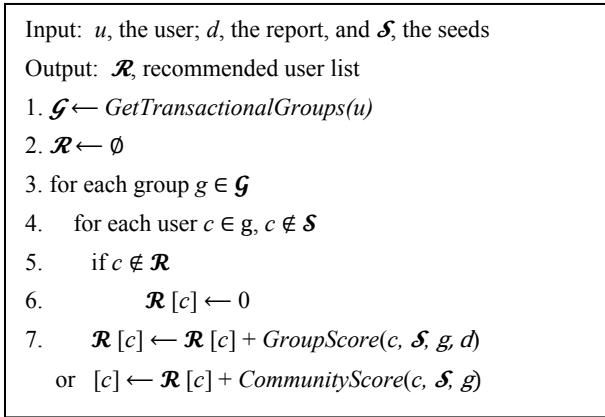 Input: u, the user; d, the report, and 𝓢, the seeds
Output: 𝓡, recommended user list
1. 𝓖 ← GetTransactionalGroups(u)
2. 𝓡 ← ∅
3. for each group g ∈ 𝓖
4. for each user c ∈ g, c ∉ 𝓢
5. if c ∉ 𝓡
6. 𝓡 [c] ← 0
7. 𝓡 [c] ← 𝓡 [c] + GroupScore(c, 𝓢, g, d)
or [c] ← 𝓡 [c] + CommunityScore(c, 𝓢, g)